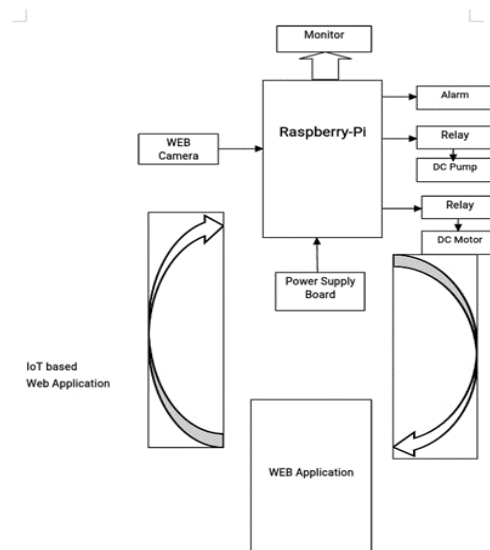 Monitor
Raspberry-Pi
Alarm
Relay
DC Pump
WEB
Camera
Relay
DC Motor
Power Supply
Board
IoT based
Web Application
WEB Application